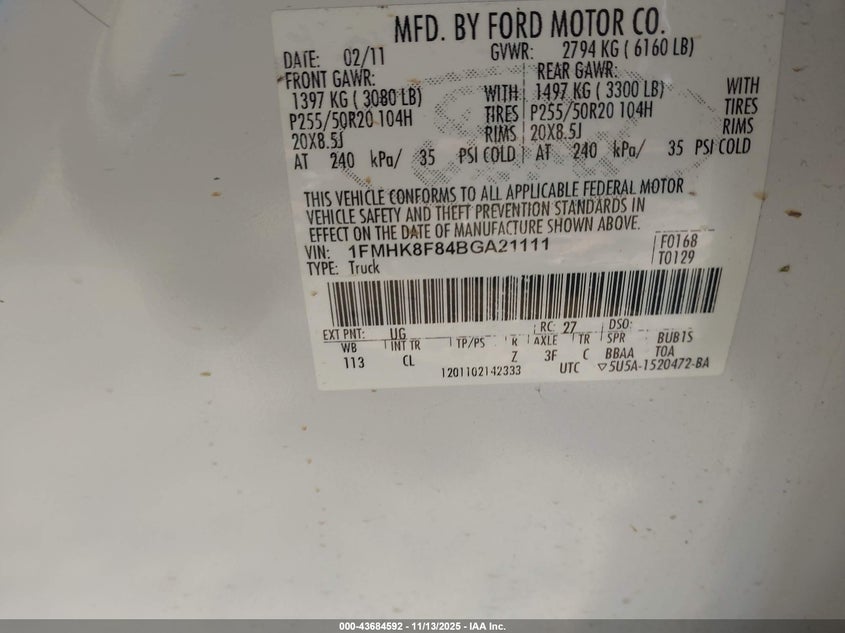 MFD. BY FORD MOTOR CO.
DATE: 02/11 GVWR: 2794 KG ( 6160 LB)
FRONT GAWR: REAR GAWR:
1397 KG ( 3080 LB) WITH 1497 KG ( 3300 LB) WITH
P255/50R20 104H TIRES P255/50R20 104H TIRES
20X8.5J RIMS 20X8.5J RIMS
AT 240 kPa/ 35 PSI COLD AT 240 kPa/ 35 PSI COLD
THIS VEHICLE CONFORMS TO ALL APPLICABLE FEDERAL MOTOR
VEHICLE SAFETY AND THEFT PREVENTION STANDARDS IN
EFFECT ON THE DATE OF MANUFACTURE SHOWN ABOVE.
VIN: 1FMHK8F84BGA21111 F0168
TYPE: Truck T0129
EXT PNT: UG RC: 27 DSO:
WB INT TR TP/PS R AXLE TR SPR BUB1S
113 CL Z 3F C BBAA TOA
1201102142333 UTC ▽5U5A-1520472-BA
000-43684592 - 11/13/2025 - IAA Inc.